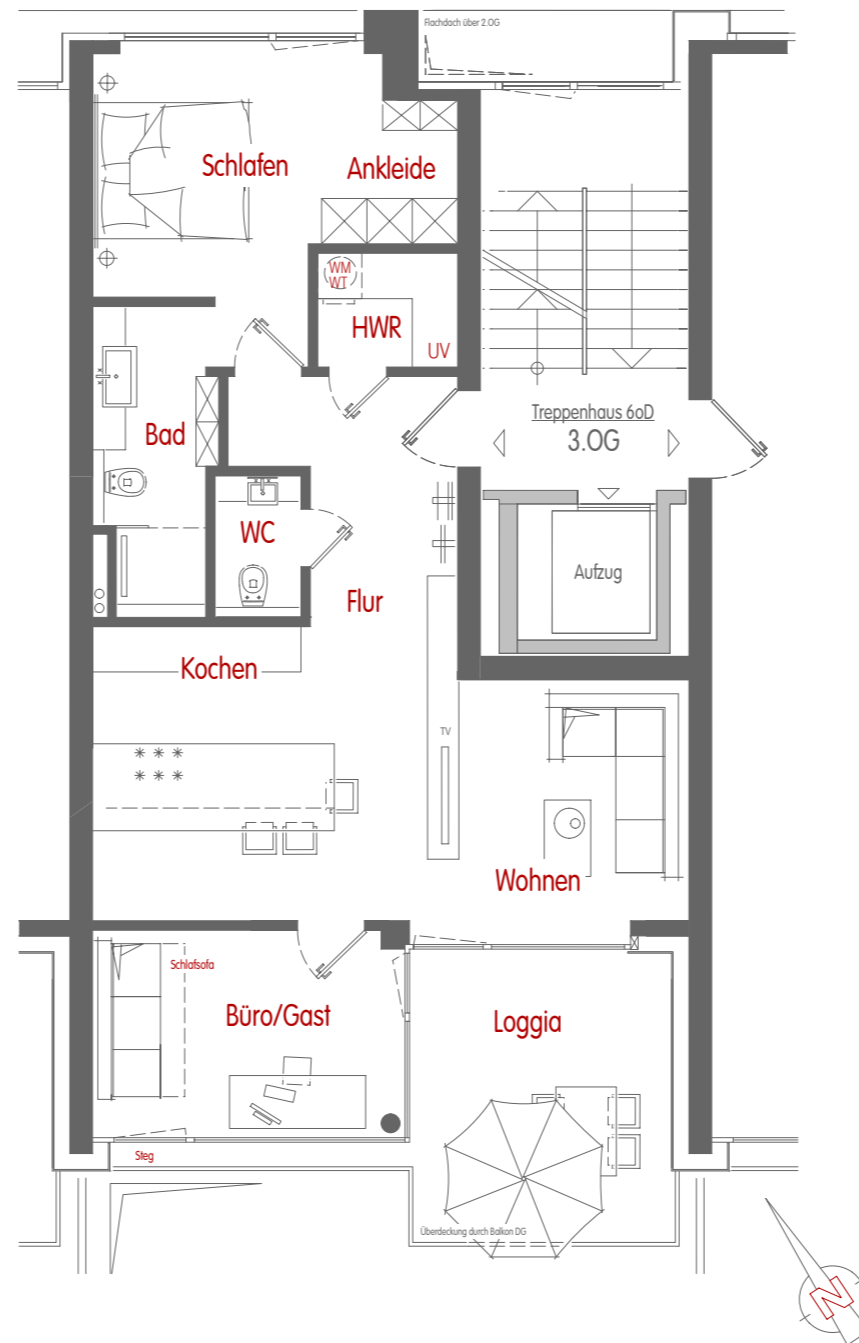 Flachdach über 2.OG
Schlafen
Ankleide
WM
WT
HWR
UV
Treppenhaus 60D
3.OG
Bad
WC
Aufzug
Flur
Kochen
TV
Wohnen
Schlafsofa
Büro/Gast
Loggia
Steg
Überdeckung durch Balkon DG
N